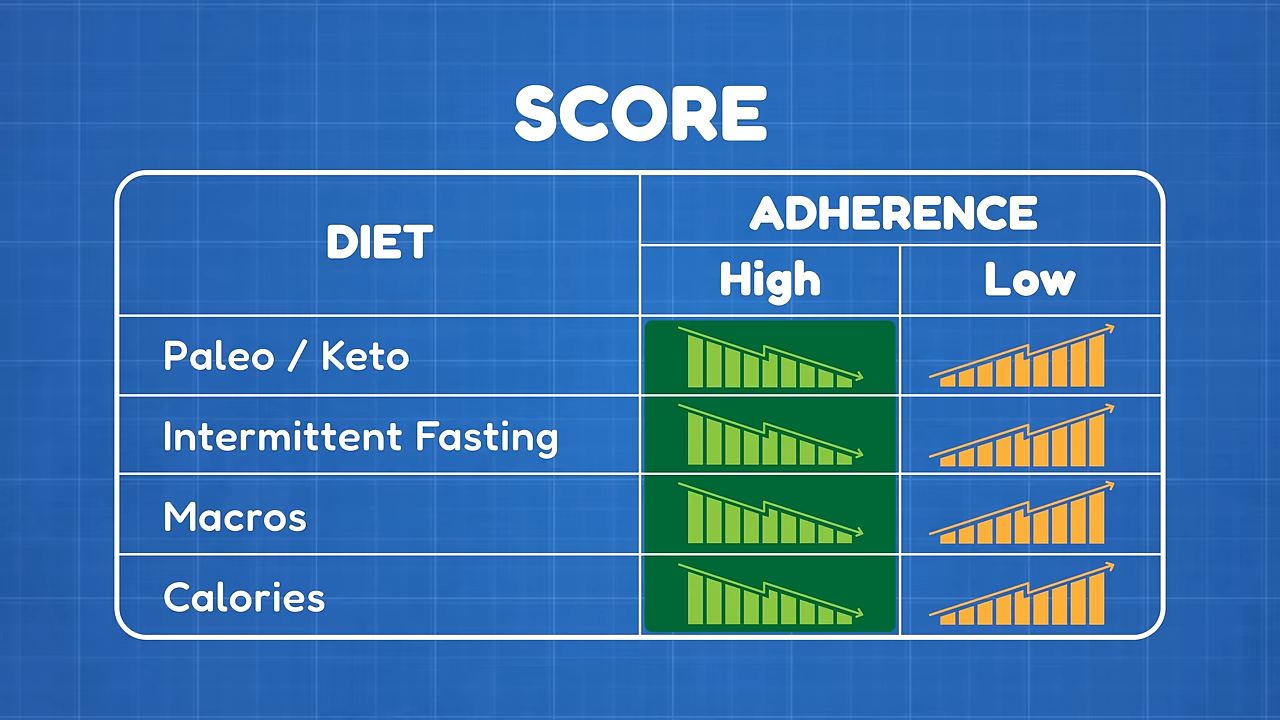 SCORE
DIET
ADHERENCE
High
Low
Paleo / Keto
Intermittent Fasting
Macros
Calories